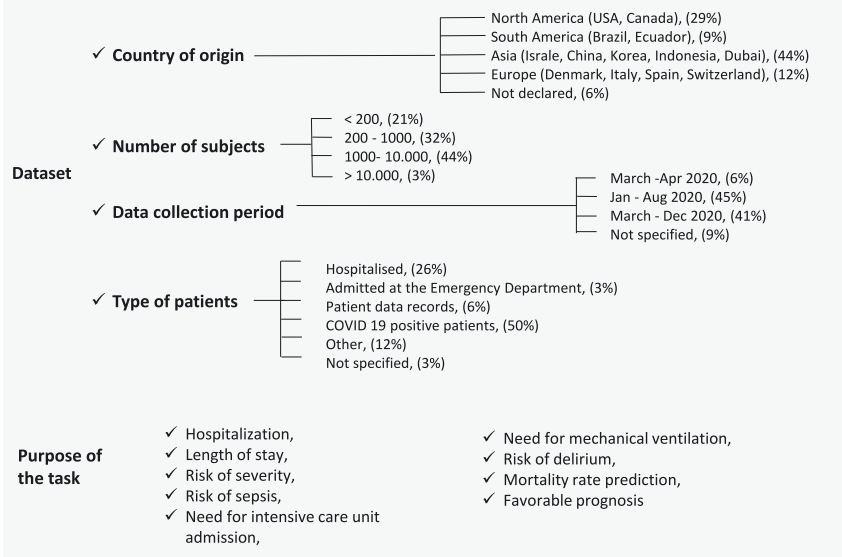 North America (USA, Canada), (29%)
South America (Brazil, Ecuador), (9%)
✓ Country of origin
Asia (Israle, China, Korea, Indonesia, Dubai), (44%)
Europe (Denmark, Italy, Spain, Switzerland), (12%)
Not declared, (6%)
< 200, (21%)
200 - 1000, (32%)
✓ Number of subjects
1000- 10.000, (44%)
> 10.000, (3%)
Dataset
March -Apr 2020, (6%)
Jan - Aug 2020, (45%)
✓ Data collection period
March - Dec 2020, (41%)
Not specified, (9%)
Hospitalised, (26%)
Admitted at the Emergency Department, (3%)
✓ Type of patients
Patient data records, (6%)
COVID 19 positive patients, (50%)
Other, (12%)
Not specified, (3%)
Purpose of
the task
✓ Hospitalization,
✓ Length of stay,
✓ Risk of severity,
✓ Risk of sepsis,
✓ Need for intensive care unit
admission,
✓ Need for mechanical ventilation,
✓ Risk of delirium,
✓ Mortality rate prediction,
✓ Favorable prognosis